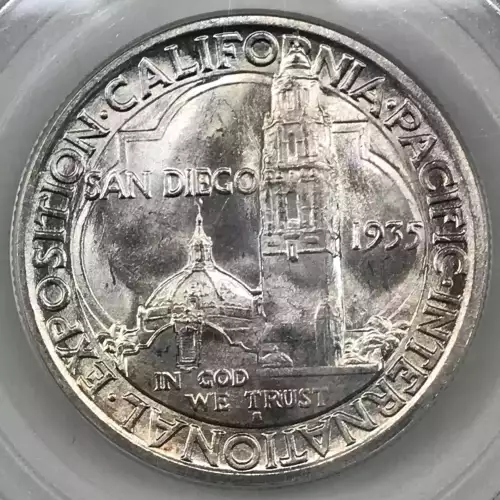 CALIFORNIA·PACIFIC·INTERNATIONAL·EXPOSITION·
SAN DIEGO
1935
IN GOD
WE TRUST